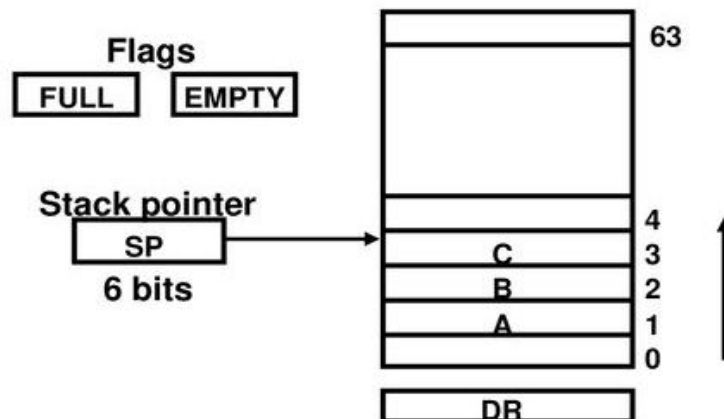 Flags
FULL EMPTY
Stack pointer
SP
6 bits
63
4
C 3
B 2
A 1
0
DR